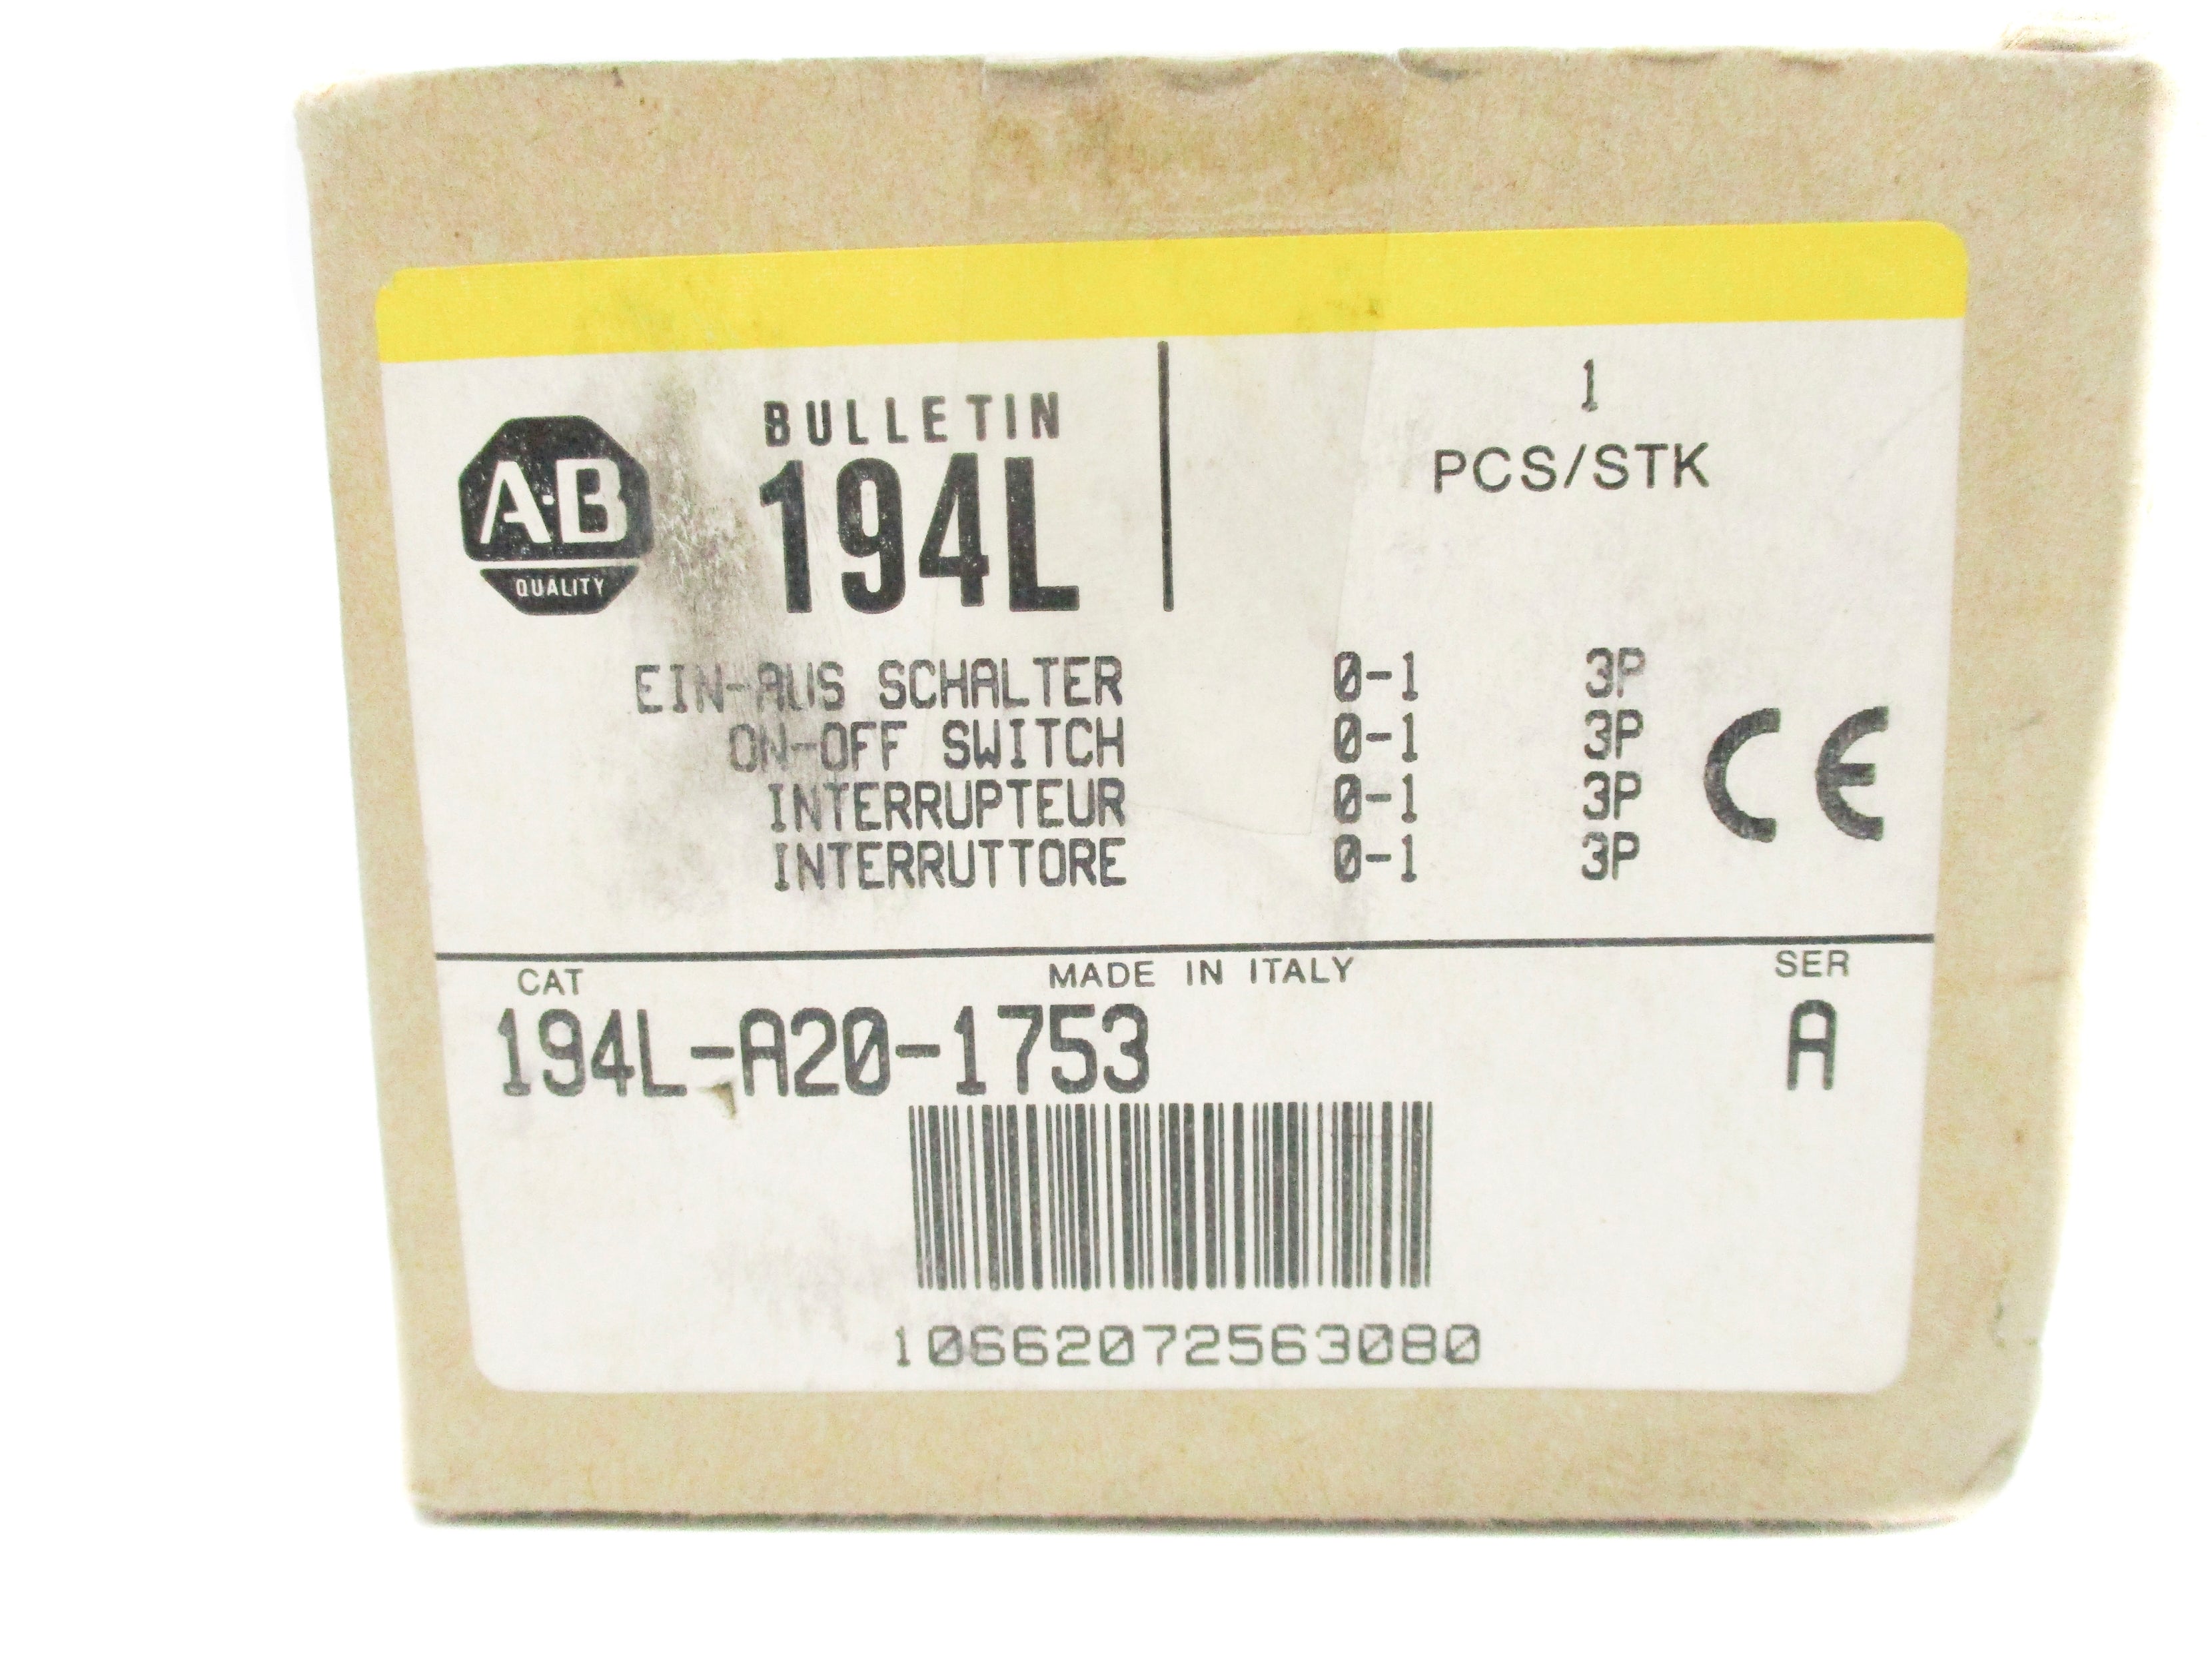 A-B
QUALITY
BULLETIN
194L
1
PCS/STK
EIN-AUS SCHALTER 0-1 3P
ON-OFF SWITCH 0-1 3P
INTERRUPTEUR 0-1 3P
INTERRUTTORE 0-1 3P
CE
CAT MADE IN ITALY SER
194L-A20-1753 A
10662072563080